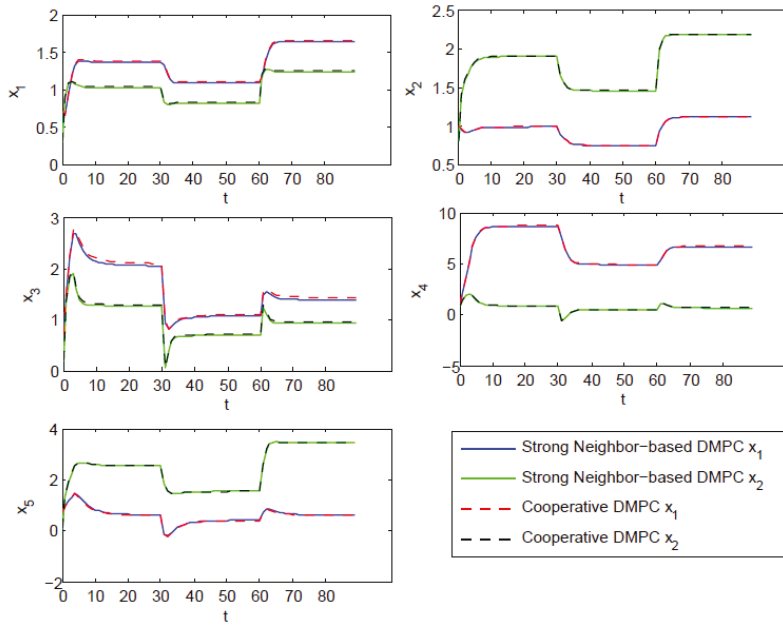 2
1.5
1
0.5
0
x1
0 10 20 30 40 50 60 70 80
t
2.5
2
1.5
1
0.5
x2
0 10 20 30 40 50 60 70 80
t
3
2
1
0
x3
0 10 20 30 40 50 60 70 80
t
10
5
0
−5
x4
0 10 20 30 40 50 60 70 80
t
4
2
0
−2
x5
0 10 20 30 40 50 60 70 80
t
Strong Neighbor−based DMPC x1
Strong Neighbor−based DMPC x2
Cooperative DMPC x1
Cooperative DMPC x2